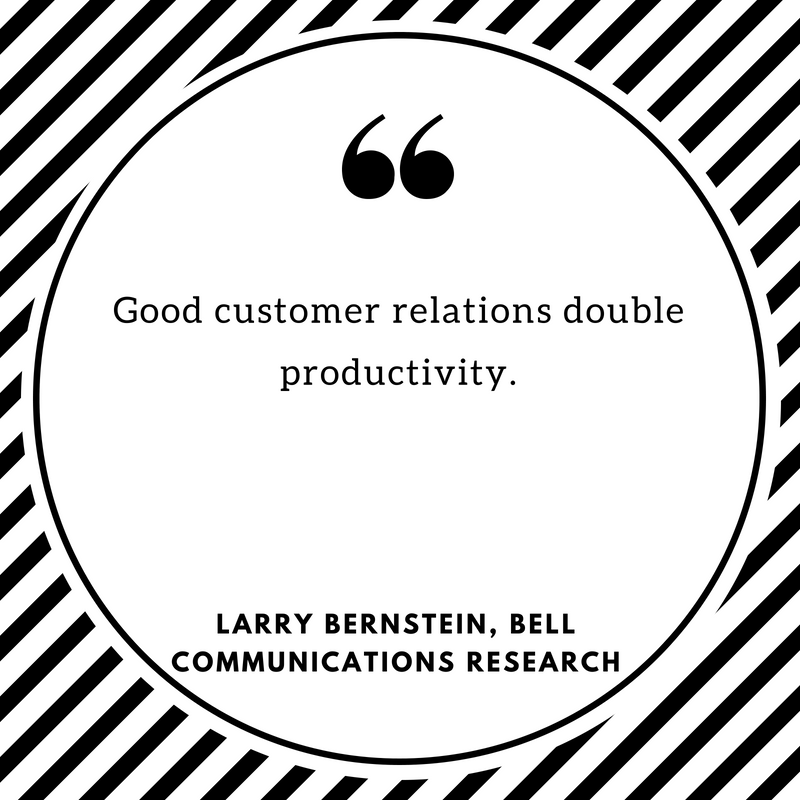 “
Good customer relations double
productivity.
LARRY BERNSTEIN, BELL
COMMUNICATIONS RESEARCH